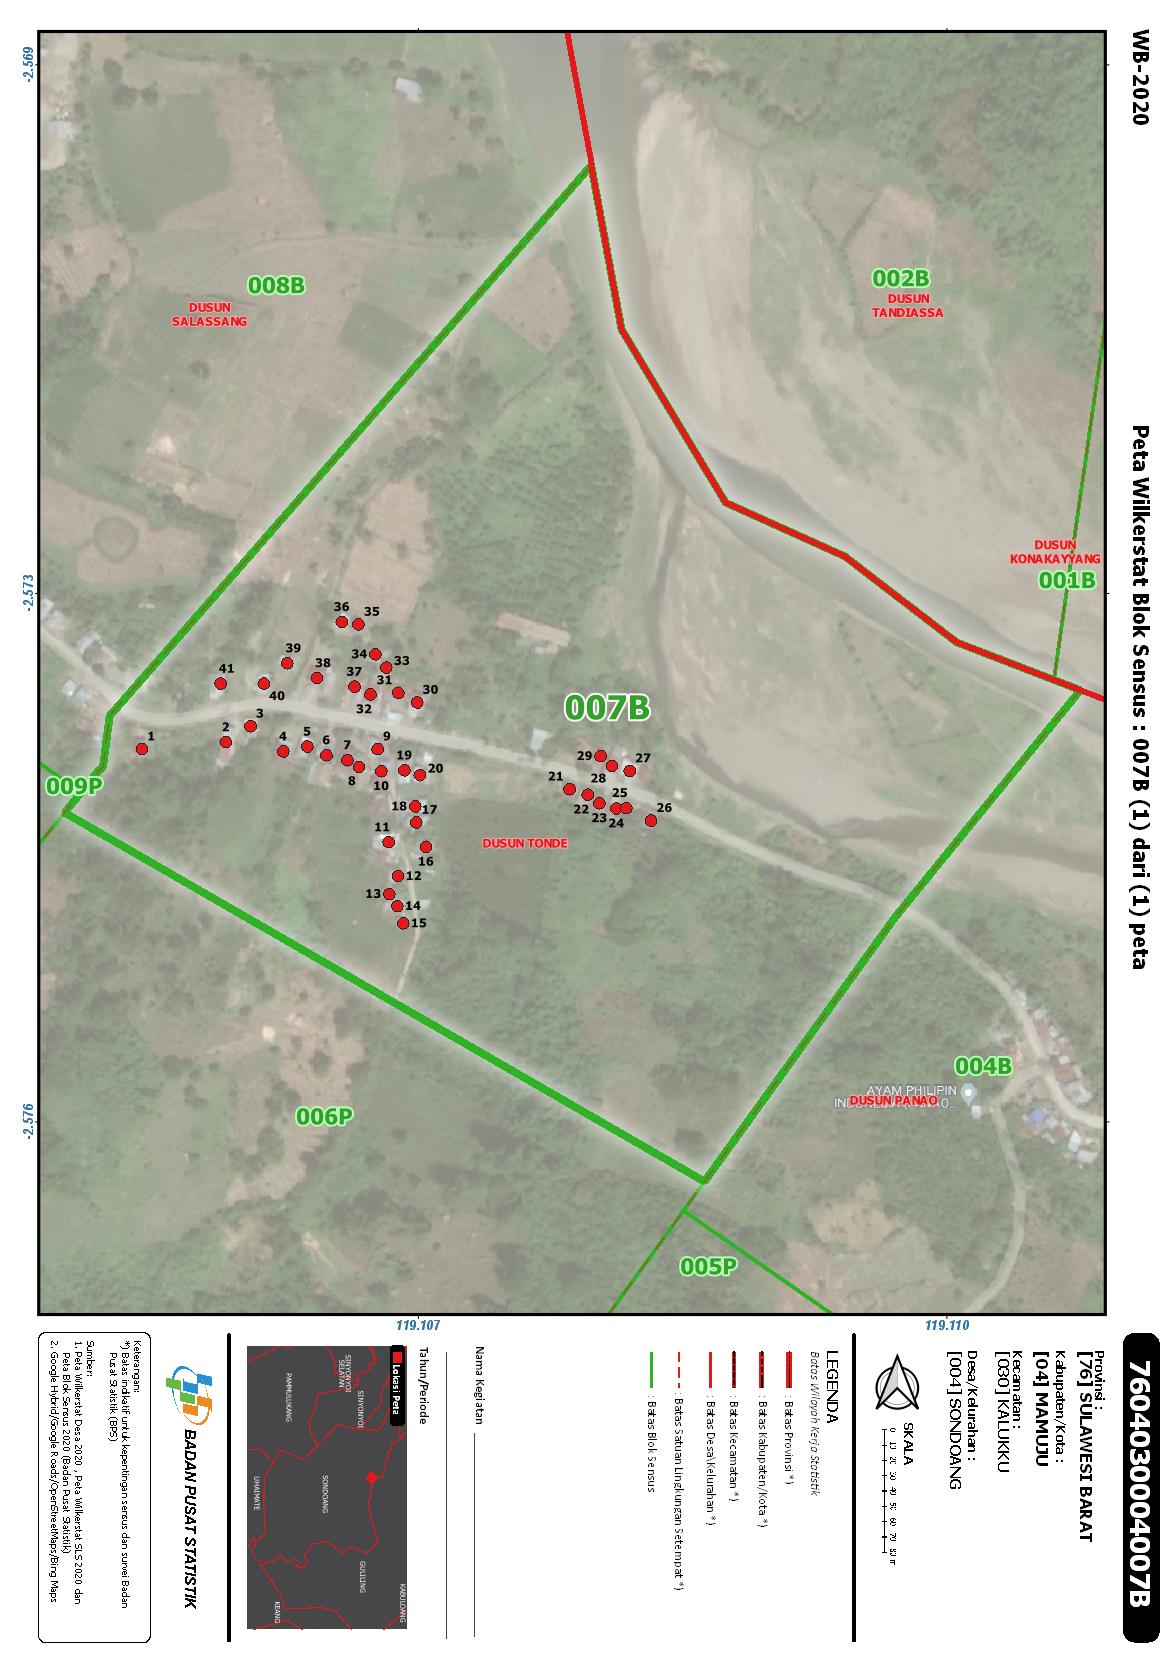 WB-2020
Peta Wilkerstat Blok Sensus : 007B (1) dari (1) peta
7604030004007B
Provinsi :
[76] SULAWESI BARAT
Kabupaten/Kota :
[04] MAMUJU
Kecamatan :
[030] KALUKKU
Desa/Kelurahan :
[004] SONDOANG
SKALA
0 10 20 30 40 50 60 70 80 m
LEGENDA
Batas Wilayah Kerja Statistik
: Batas Provinsi *)
: Batas Kabupaten/Kota *)
: Batas Kecamatan *)
: Batas Desa\Kelurahan *)
: Batas Satuan Lingkungan Setempat *)
: Batas Blok Sensus
Nama Kegiatan
Tahun/Periode
Lokasi Peta
SINYONYOI
SELATAN
SINYONYOI
PAMMULUKANG
SONDOANG
UHAIMATE
GULILING
KABULOANG
KEANG
BADAN PUSAT STATISTIK
Keterangan:
*) Batas indikatif untuk kepentingan sensus dan survei Badan
Pusat Statistik (BPS)
Sumber:
1. Peta Wilkerstat Desa 2020 , Peta Wilkerstat SLS 2020 dan
Peta Blok Sensus 2020 (Badan Pusat Statistik)
2. Google Hybrid/Google Roads/OpenStreetMaps/Bing Maps
-2.569
-2.573
-2.576
119.107
119.110
008B
DUSUN
SALASSANG
002B
DUSUN
TANDIASSA
DUSUN
KONAKAYYANG
001B
007B
009P
DUSUN TONDE
004B
AYAM PHILIPIN
DUSUN PANAO
006P
005P
36
35
34
33
39
38
37
31
41
40
32
30
3
1
2
4
5
6
7
9
8
10
19
20
29
27
21
28
25
22
23
24
26
18
17
11
16
12
13
14
15